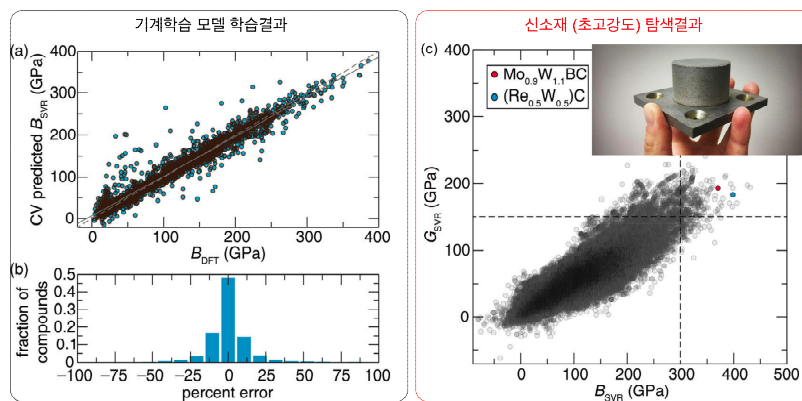 기계학습 모델 학습결과
(a)
CV predicted B_SVR (GPa)
400
300
200
100
0
0 100 200 300 400
B_DFT (GPa)
(b)
fraction of compounds
0.5
0.4
0.3
0.2
0.1
0
−100 −75 −50 −25 0 25 50 75 100
percent error
신소재 (초고강도) 탐색결과
(c)
Mo0.9W1.1BC
(Re0.5W0.5)C
G_SVR (GPa)
400
300
200
100
0
0 100 200 300 400 500
B_SVR (GPa)